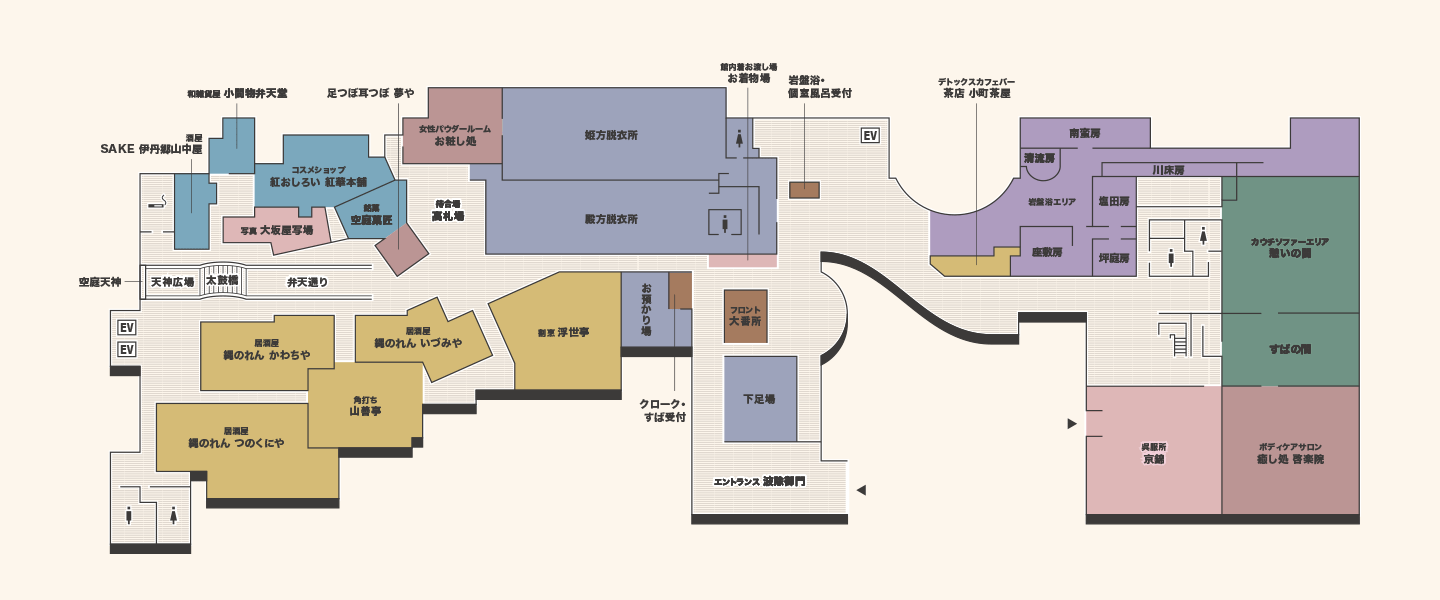 館内着お渡し場
お着物場
岩盤浴・
個室風呂受付
デトックスカフェバー
茶店 小町茶屋
和雑貨屋 小間物弁天堂
足つぼ耳つぼ 夢や
酒屋
SAKE 伊丹郷山中屋
女性パウダールーム
お粧し処
姫方脱衣所
EV
南蛮房
清流房
川床房
コスメショップ
紅おしろい 紅華本舗
銘菓
空庭菓匠
待合場
高札場
殿方脱衣所
岩盤浴エリア
塩田房
写真 大坂屋写場
座敷房
坪庭房
カウチソファーエリア
憩いの間
空庭天神
天神広場
太鼓橋
弁天通り
お預かり場
フロント
大番所
EV
EV
居酒屋
縄のれん かわちや
居酒屋
縄のれん いづみや
割烹 浮世亭
すばの間
角打ち
山善亭
クローク・
すば受付
下足場
居酒屋
縄のれん つのくにや
呉服所
京錦
ボディケアサロン
癒し処 啓楽院
エントランス 波除御門